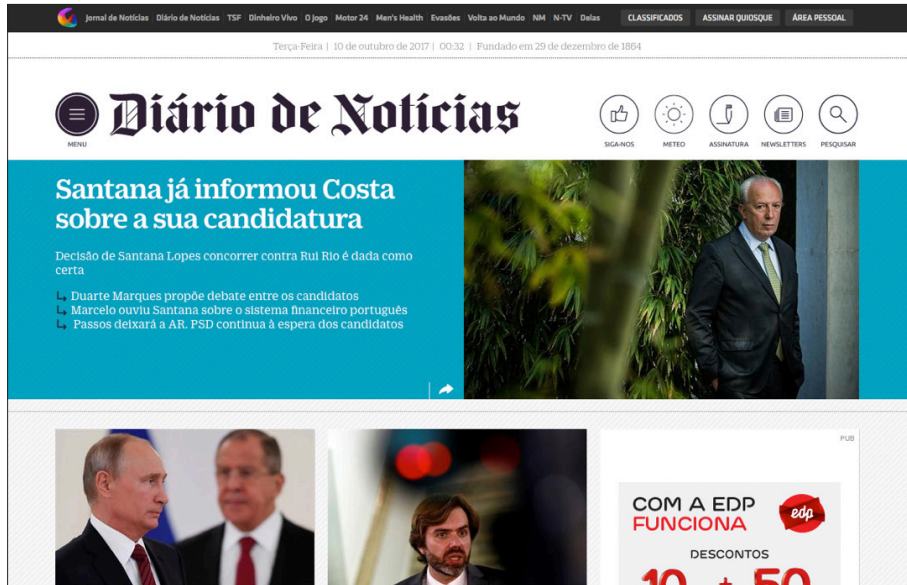 Jornal de Notícias Diário de Notícias TSF Dinheiro Vivo O Jogo Motor 24 Men's Health Evasões Volta ao Mundo NM N-TV Delas CLASSIFICADOS ASSINAR QUIOSQUE ÁREA PESSOAL
Terça-Feira | 10 de outubro de 2017 | 00:32 | Fundado em 29 de dezembro de 1864
Diário de Notícias
MENU
SIGA-NOS METEO ASSINATURA NEWSLETTERS PESQUISAR
Santana já informou Costa
sobre a sua candidatura
Decisão de Santana Lopes concorrer contra Rui Rio é dada como
certa
Duarte Marques propõe debate entre os candidatos
Marcelo ouviu Santana sobre o sistema financeiro português
Passos deixará a AR. PSD continua à espera dos candidatos
PUB
COM A EDP
FUNCIONA
edp
DESCONTOS
10 + 50